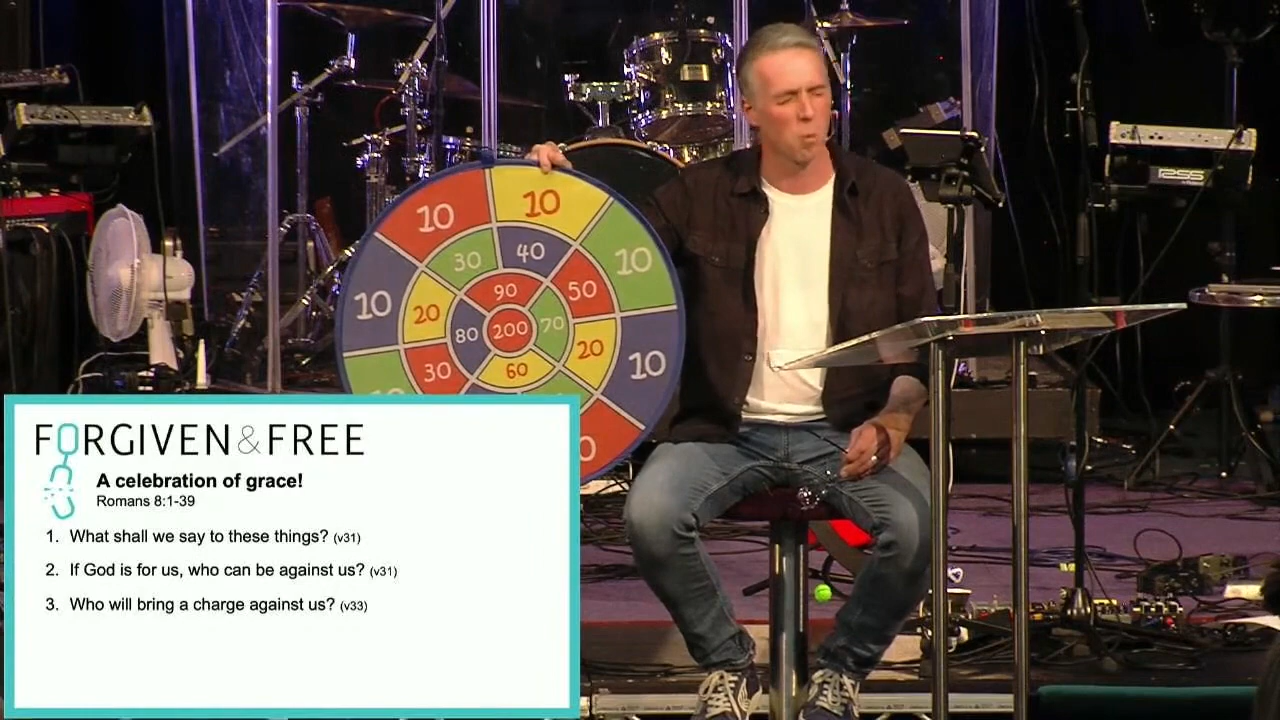 10
10
10
10
10
30
40
50
20
20
30
90
80
70
60
200
RSS
FORGIVEN&FREE
A celebration of grace!
Romans 8:1-39
1. What shall we say to these things? (v31)
2. If God is for us, who can be against us? (v31)
3. Who will bring a charge against us? (v33)